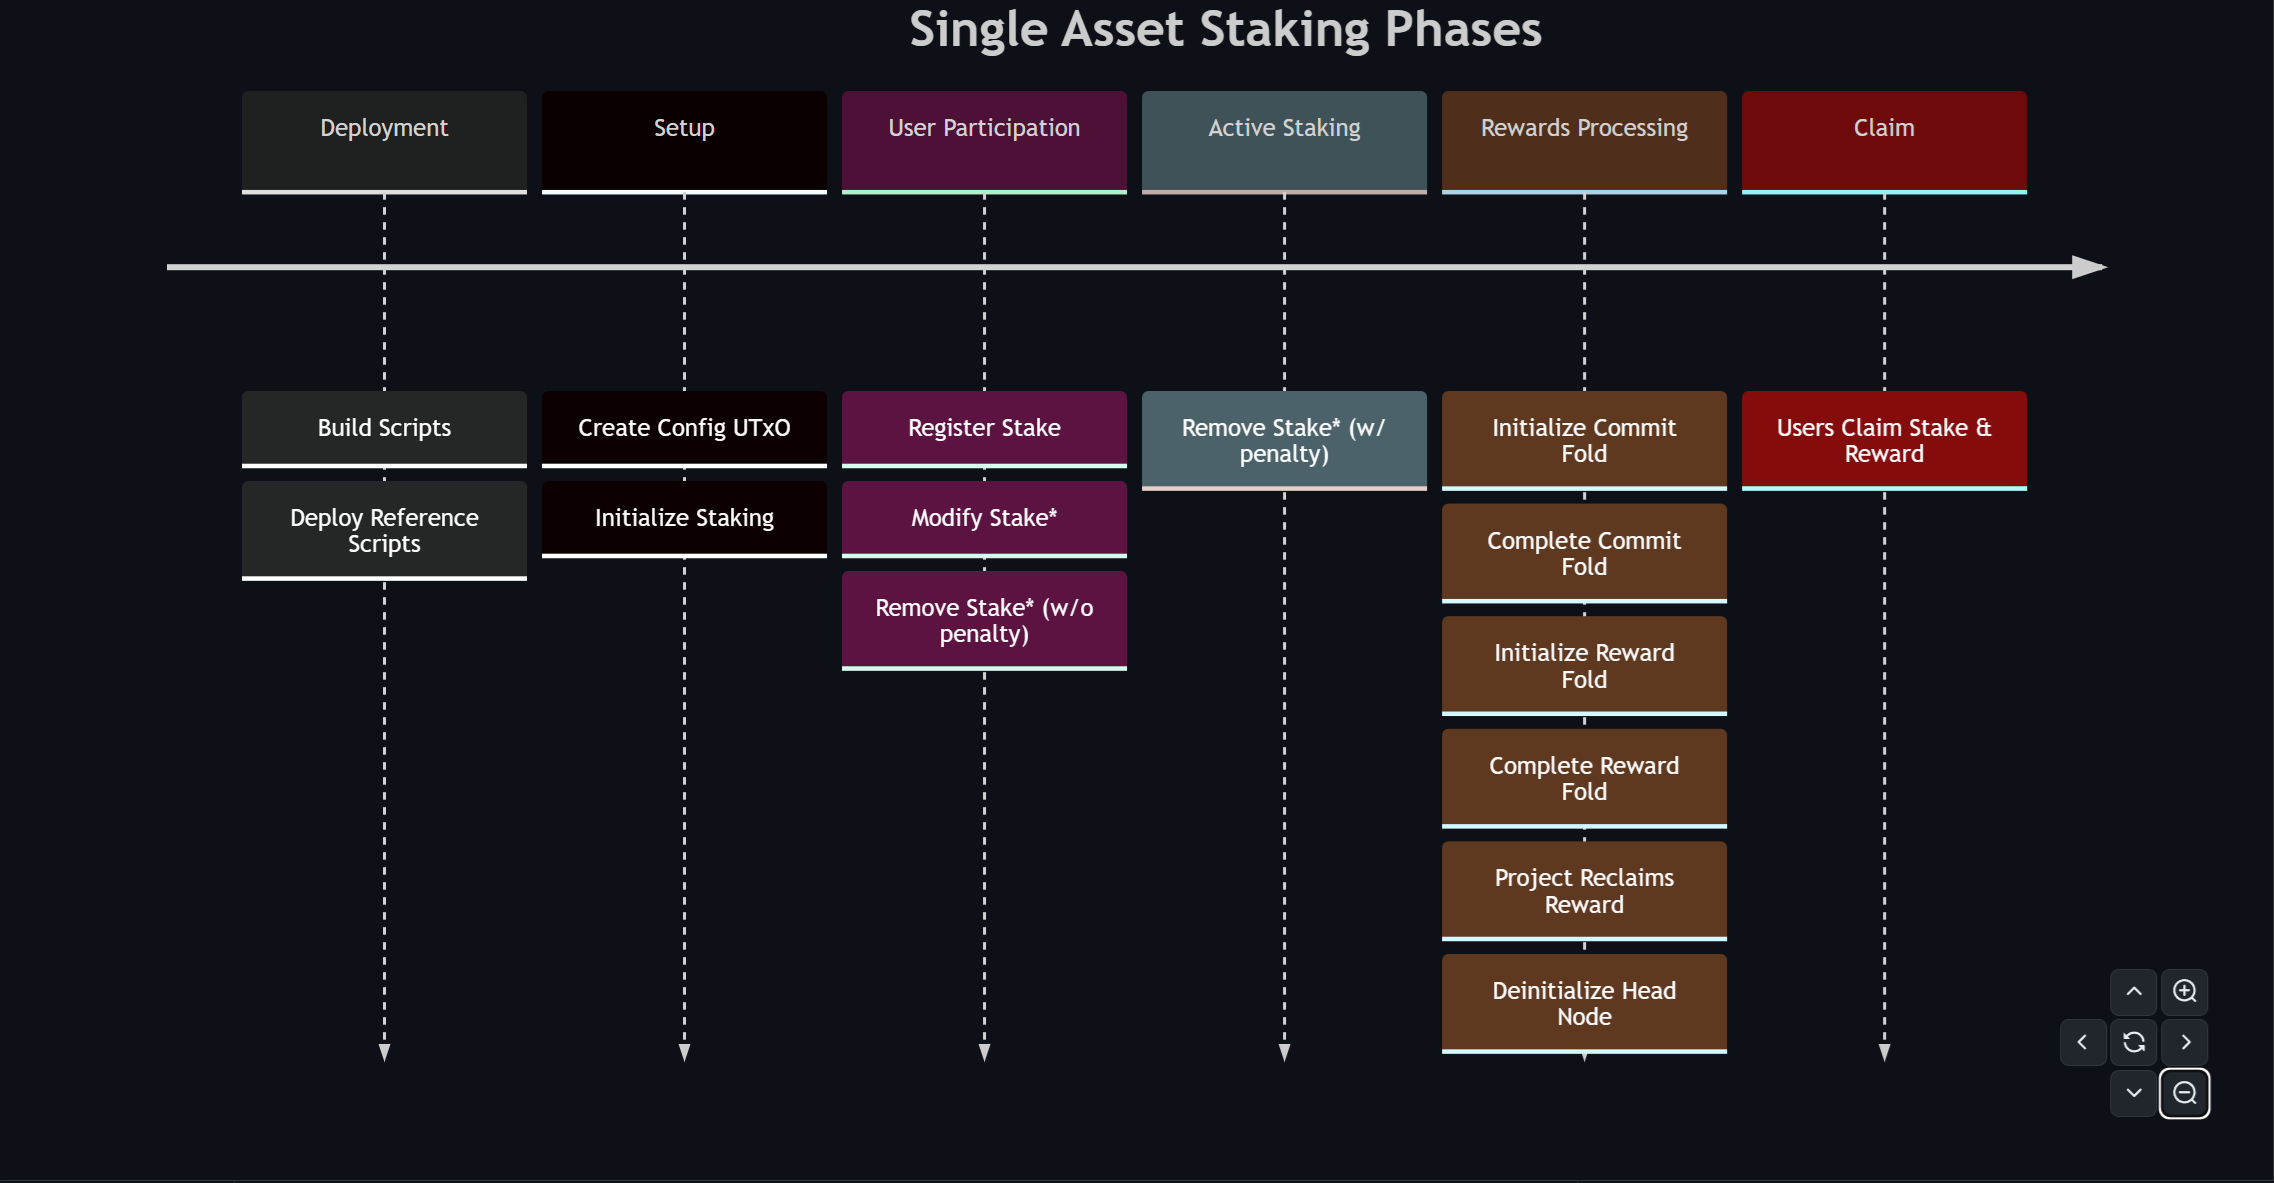 Single Asset Staking Phases
Deployment
Setup
User Participation
Active Staking
Rewards Processing
Claim
Build Scripts
Deploy Reference
Scripts
Create Config UTxO
Initialize Staking
Register Stake
Modify Stake*
Remove Stake* (w/o
penalty)
Remove Stake* (w/
penalty)
Initialize Commit
Fold
Complete Commit
Fold
Initialize Reward
Fold
Complete Reward
Fold
Project Reclaims
Reward
Deinitialize Head
Node
Users Claim Stake &
Reward